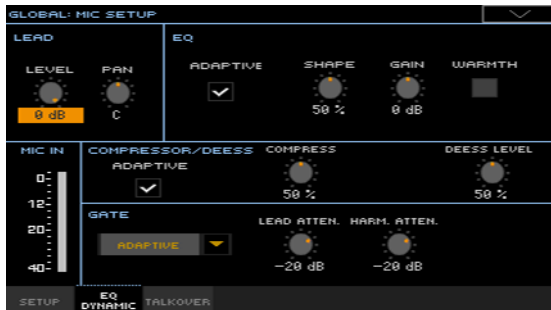 GLOBAL: MIC SETUP
LEAD
EQ
LEVEL PAN
ADAPTIVE SHAPE GAIN WARMTH
0 dB C
50 % 0 dB
MIC IN
COMPRESSOR/DEESS COMPRESS DEESS LEVEL
ADAPTIVE
50 % 50 %
0
12
20
40
GATE
LEAD ATTEN. HARM. ATTEN.
ADAPTIVE
-20 dB -20 dB
SETUP EQ DYNAMIC TALKOVER